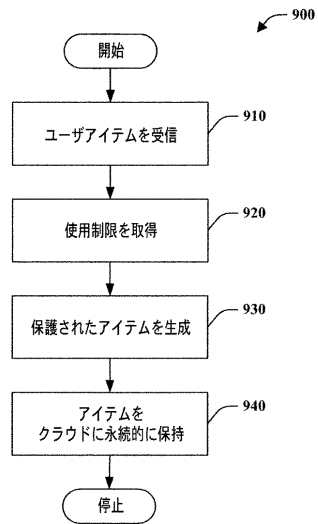 900
開始
ユーザアイテムを受信
910
使用制限を取得
920
保護されたアイテムを生成
930
アイテムを
クラウドに永続的に保持
940
停止